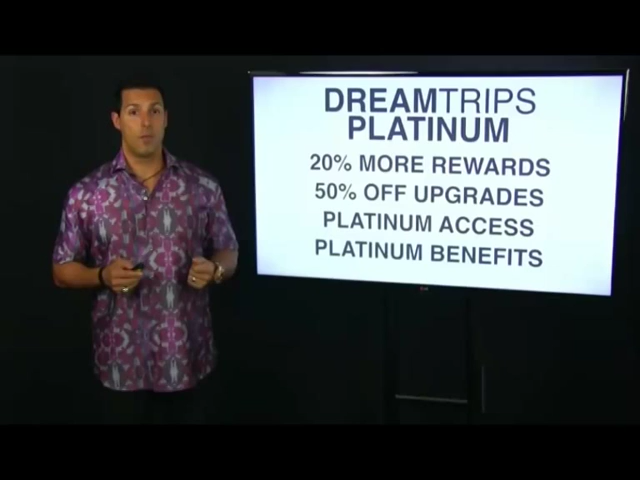 DREAMTRIPS
PLATINUM
20% MORE REWARDS
50% OFF UPGRADES
PLATINUM ACCESS
PLATINUM BENEFITS